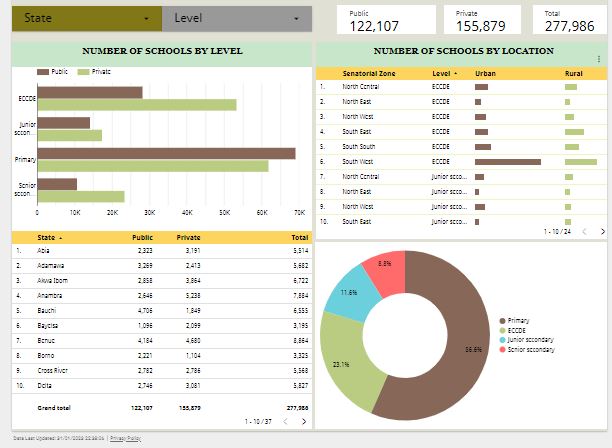 State
Level
Public
122,107
Private
155,879
Total
277,986
NUMBER OF SCHOOLS BY LEVEL
Public Private
ECCDE
Junior secon...
Primary
Senior secon...
0 10K 20K 30K 40K 50K 60K 70K
NUMBER OF SCHOOLS BY LOCATION
Senatorial Zone Level Urban Rural
1. North Central ECCDE
2. North East ECCDE
3. North West ECCDE
4. South East ECCDE
5. South South ECCDE
6. South West ECCDE
7. North Central Junior seco...
8. North East Junior seco...
9. North West Junior seco...
10. South East Junior seco...
1 - 10 / 24
State Public Private Total
1. Abia 2,323 3,191 5,514
2. Adamawa 3,269 2,413 5,682
3. Akwa Ibom 2,858 3,864 6,722
4. Anambra 2,646 5,238 7,884
5. Bauchi 4,706 1,849 6,555
6. Bayelsa 1,096 2,099 3,195
7. Benue 4,184 4,680 8,864
8. Borno 2,221 1,104 3,325
9. Cross River 2,782 2,786 5,568
10. Delta 2,746 3,081 5,827
Grand total 122,107 155,879 277,986
1 - 10 / 37
8.8%
11.6%
23.1%
56.6%
Primary
ECCDE
Junior secondary
Senior secondary
Data Last Updated: 31/01/2023 22:38:05 | Privacy Policy